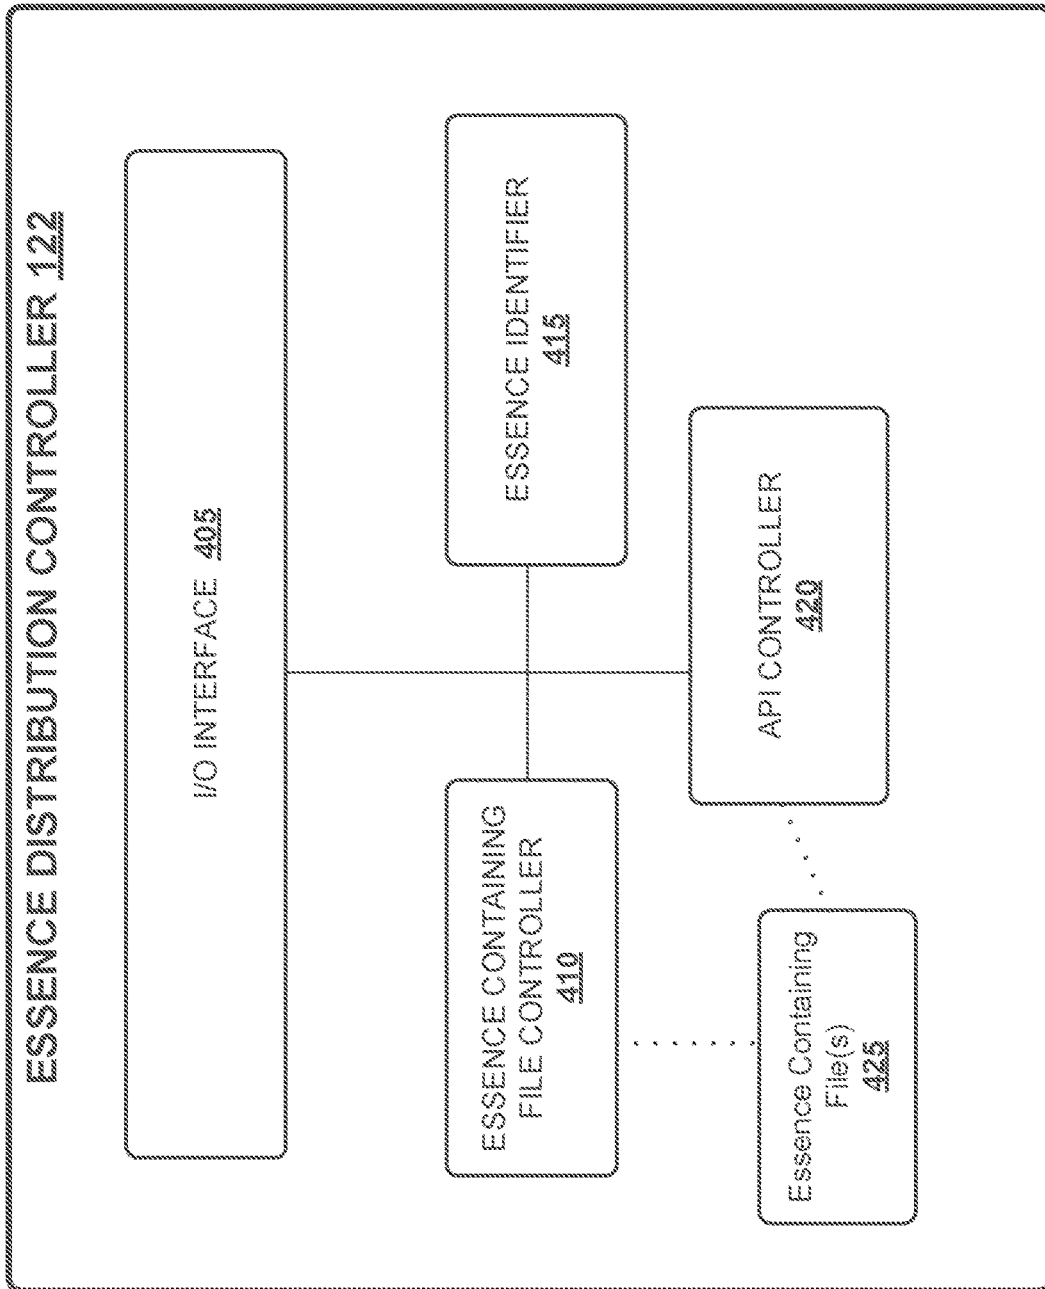 ESSENCE DISTRIBUTION CONTROLLER 122
I/O INTERFACE 405
ESSENCE CONTAINING
FILE CONTROLLER
410
ESSENCE IDENTIFIER
415
API CONTROLLER
420
Essence Containing
File(s)
425